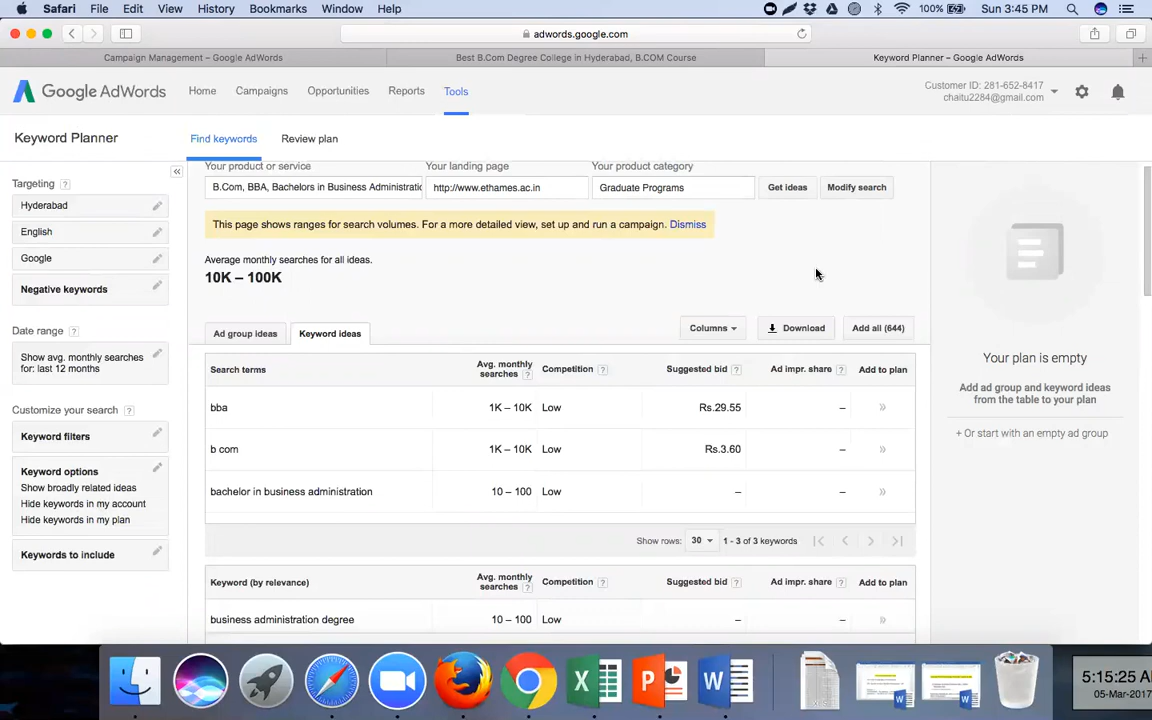 Safari File Edit View History Bookmarks Window Help 100% Sun 3:45 PM
adwords.google.com
Campaign Management – Google AdWords Best B.Com Degree College in Hyderabad, B.COM Course Keyword Planner – Google AdWords
Google AdWords Home Campaigns Opportunities Reports Tools
Customer ID: 281-652-8417
chaitu2284@gmail.com
Keyword Planner Find keywords Review plan
Your product or service Your landing page Your product category
B.Com, BBA, Bachelors in Business Administratio http://www.ethames.ac.in Graduate Programs Get ideas Modify search
Targeting ?
Hyderabad
English
Google
Negative keywords
Date range ?
Show avg. monthly searches
for: last 12 months
Customize your search ?
Keyword filters
Keyword options
Show broadly related ideas
Hide keywords in my account
Hide keywords in my plan
Keywords to include
This page shows ranges for search volumes. For a more detailed view, set up and run a campaign. Dismiss
Average monthly searches for all ideas.
10K – 100K
Ad group ideas Keyword ideas Columns Download Add all (644)
Search terms Avg. monthly searches ? Competition ? Suggested bid ? Ad impr. share ? Add to plan
bba 1K – 10K Low Rs.29.55 – »
b com 1K – 10K Low Rs.3.60 – »
bachelor in business administration 10 – 100 Low – – »
Show rows: 30 1 - 3 of 3 keywords
Keyword (by relevance) Avg. monthly searches ? Competition ? Suggested bid ? Ad impr. share ? Add to plan
business administration degree 10 – 100 Low – – »
Your plan is empty
Add ad group and keyword ideas
from the table to your plan
+ Or start with an empty ad group
5:15:25 A
05-Mar-2017